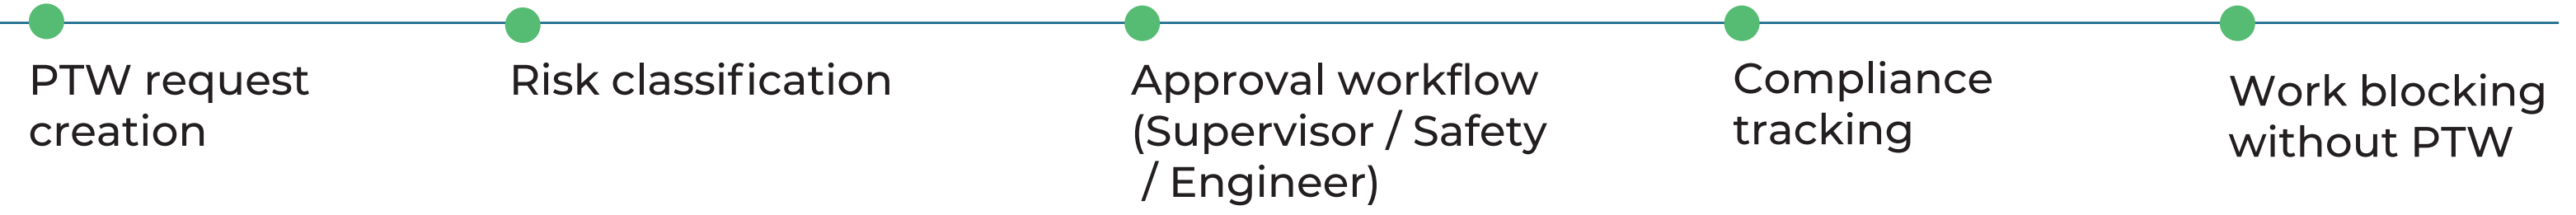 PTW request
creation
Risk classification
Approval workflow
(Supervisor / Safety
/ Engineer)
Compliance
tracking
Work blocking
without PTW